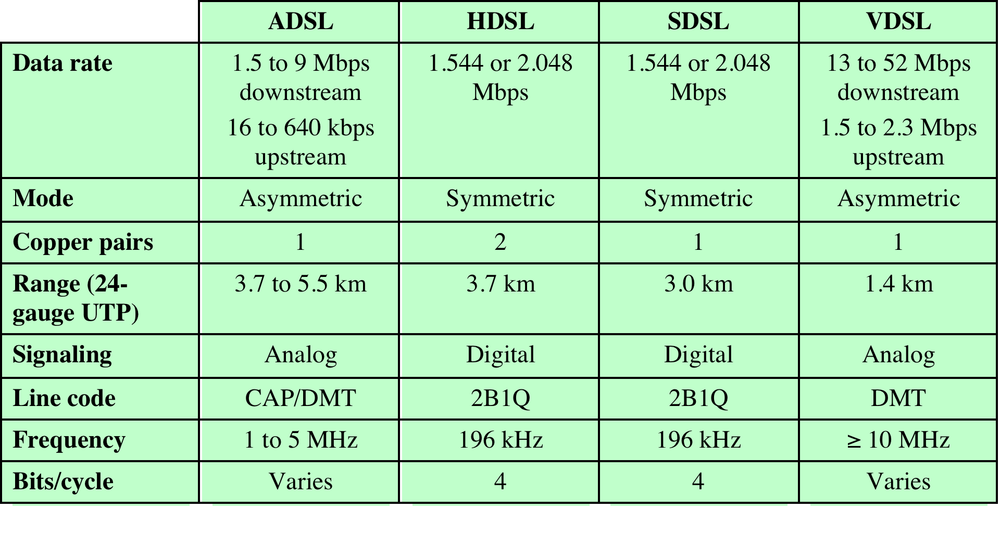 ADSL HDSL SDSL VDSL
Data rate 1.5 to 9 Mbps 1.544 or 2.048 1.544 or 2.048 13 to 52 Mbps
downstream Mbps Mbps downstream
16 to 640 kbps 1.5 to 2.3 Mbps
upstream upstream
Mode Asymmetric Symmetric Symmetric Asymmetric
Copper pairs 1 2 1 1
Range (24- 3.7 to 5.5 km 3.7 km 3.0 km 1.4 km
gauge UTP)
Signaling Analog Digital Digital Analog
Line code CAP/DMT 2B1Q 2B1Q DMT
Frequency 1 to 5 MHz 196 kHz 196 kHz ≥ 10 MHz
Bits/cycle Varies 4 4 Varies